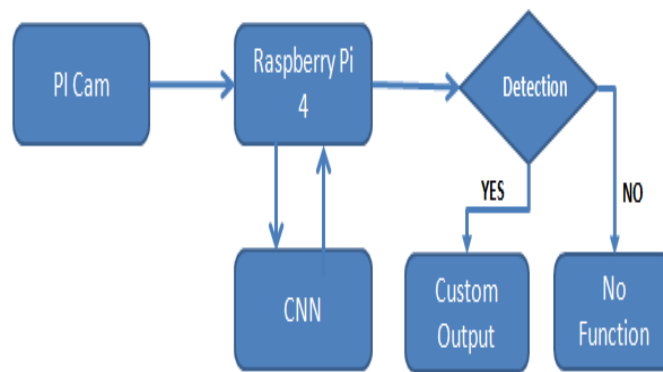 PI Cam
Raspberry Pi
4
Detection
YES
NO
CNN
Custom
Output
No
Function